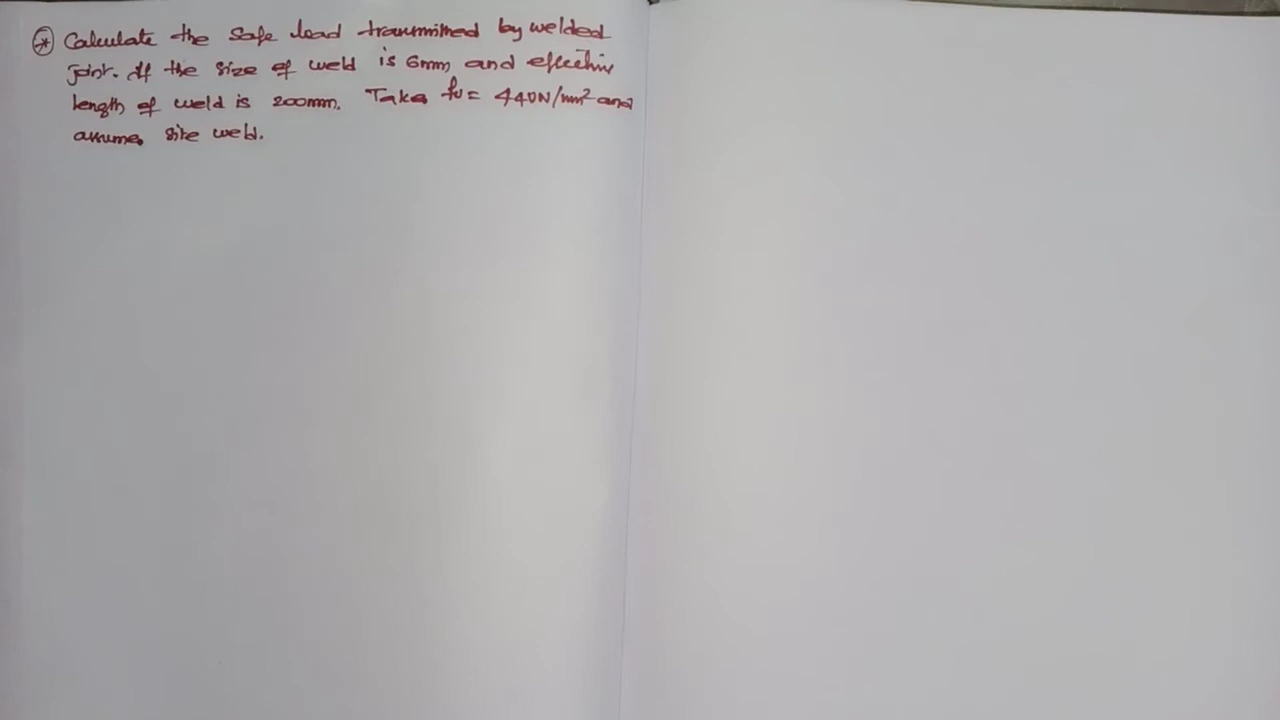 * Calculate the safe load transmitted by welded
joint. If the size of weld is 6mm and effective
length of weld is 200mm. Take fu = 440N/mm² and
assume site weld.